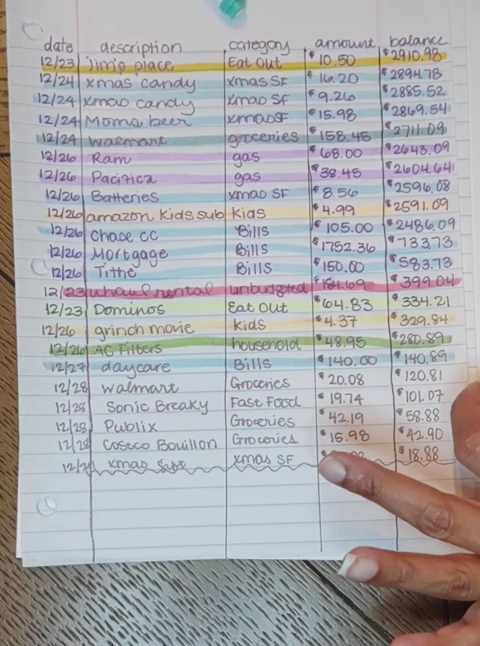 date description category amount balance
12/23 Jim's place Eat Out $10.50 $2910.98
12/24 xmas candy xmas SF $16.20 $2894.78
12/24 xmas candy xmas SF $9.26 $2885.52
12/24 Moms beer xmas SF $15.98 $2869.54
12/24 walmart groceries $158.45 $2711.09
12/26 Ram gas $68.00 $2643.09
12/26 Pacifica gas $38.45 $2604.64
12/26 Batteries xmas SF $8.56 $2596.08
12/26 amazon kids sub kids $4.99 $2591.09
12/26 Chase CC Bills $105.00 $2486.09
12/26 Mortgage Bills $1752.36 $733.73
12/26 Tithe Bills $150.00 $583.73
12/23 uhaul rental unbudgeted $184.69 $399.04
12/23 Dominos Eat Out $64.83 $334.21
12/26 grinch movie kids $4.37 $329.84
12/26 AC Filters household $48.95 $280.89
12/27 daycare Bills $140.00 $140.89
12/28 walmart Groceries $20.08 $120.81
12/28 Sonic Breaky Fast Food $19.74 $101.07
12/28 Publix Groceries $42.19 $58.88
12/28 Costco Bouillon Groceries $15.98 $42.90
xmas xmas SF $18.88